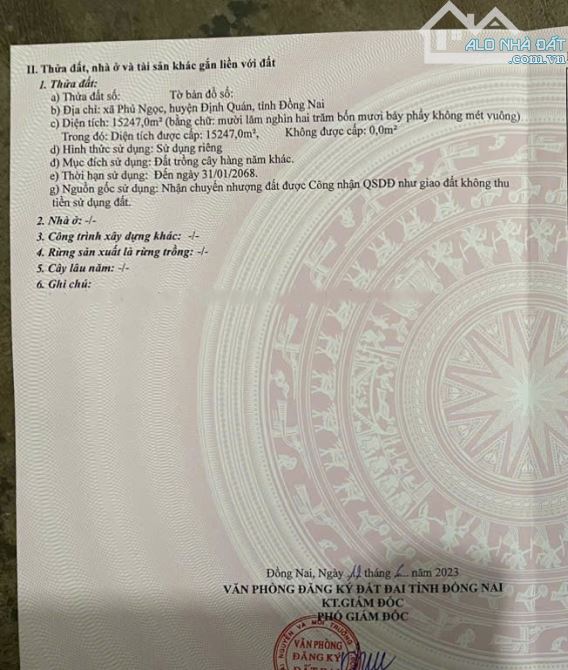 ALO NHÀ ĐẤT
.com.vn
II. Thửa đất, nhà ở và tài sản khác gắn liền với đất
1. Thửa đất:
a) Thửa đất số: Tờ bản đồ số:
b) Địa chỉ: xã Phú Ngọc, huyện Định Quán, tỉnh Đồng Nai
c) Diện tích: 15247,0m² (bằng chữ: mười lăm nghìn hai trăm bốn mươi bảy phẩy không mét vuông)
Trong đó: Diện tích được cấp: 15247,0m², Không được cấp: 0,0m²
d) Hình thức sử dụng: Sử dụng riêng
đ) Mục đích sử dụng: Đất trồng cây hàng năm khác.
e) Thời hạn sử dụng: Đến ngày 31/01/2068.
g) Nguồn gốc sử dụng: Nhận chuyển nhượng đất được Công nhận QSDĐ như giao đất không thu
tiền sử dụng đất.
2. Nhà ở: -/-
3. Công trình xây dựng khác: -/-
4. Rừng sản xuất là rừng trồng: -/-
5. Cây lâu năm: -/-
6. Ghi chú:
Đồng Nai, Ngày tháng năm 2023
VĂN PHÒNG ĐĂNG KÝ ĐẤT ĐAI TỈNH ĐỒNG NAI
KT.GIÁM ĐỐC
PHÓ GIÁM ĐỐC
NGUYÊN VÀ MÔI TRƯỜNG
VĂN PHÒNG
ĐĂNG KÝ